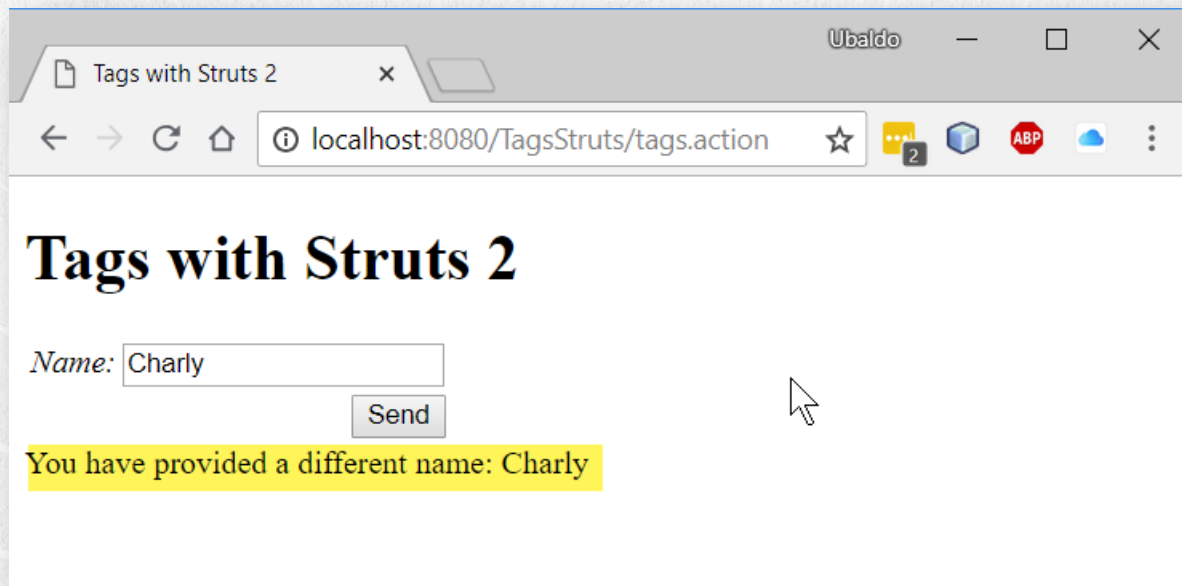 Ubaldo
Tags with Struts 2
localhost:8080/TagsStruts/tags.action
2
ABP
Tags with Struts 2
Name: Charly
Send
You have provided a different name: Charly